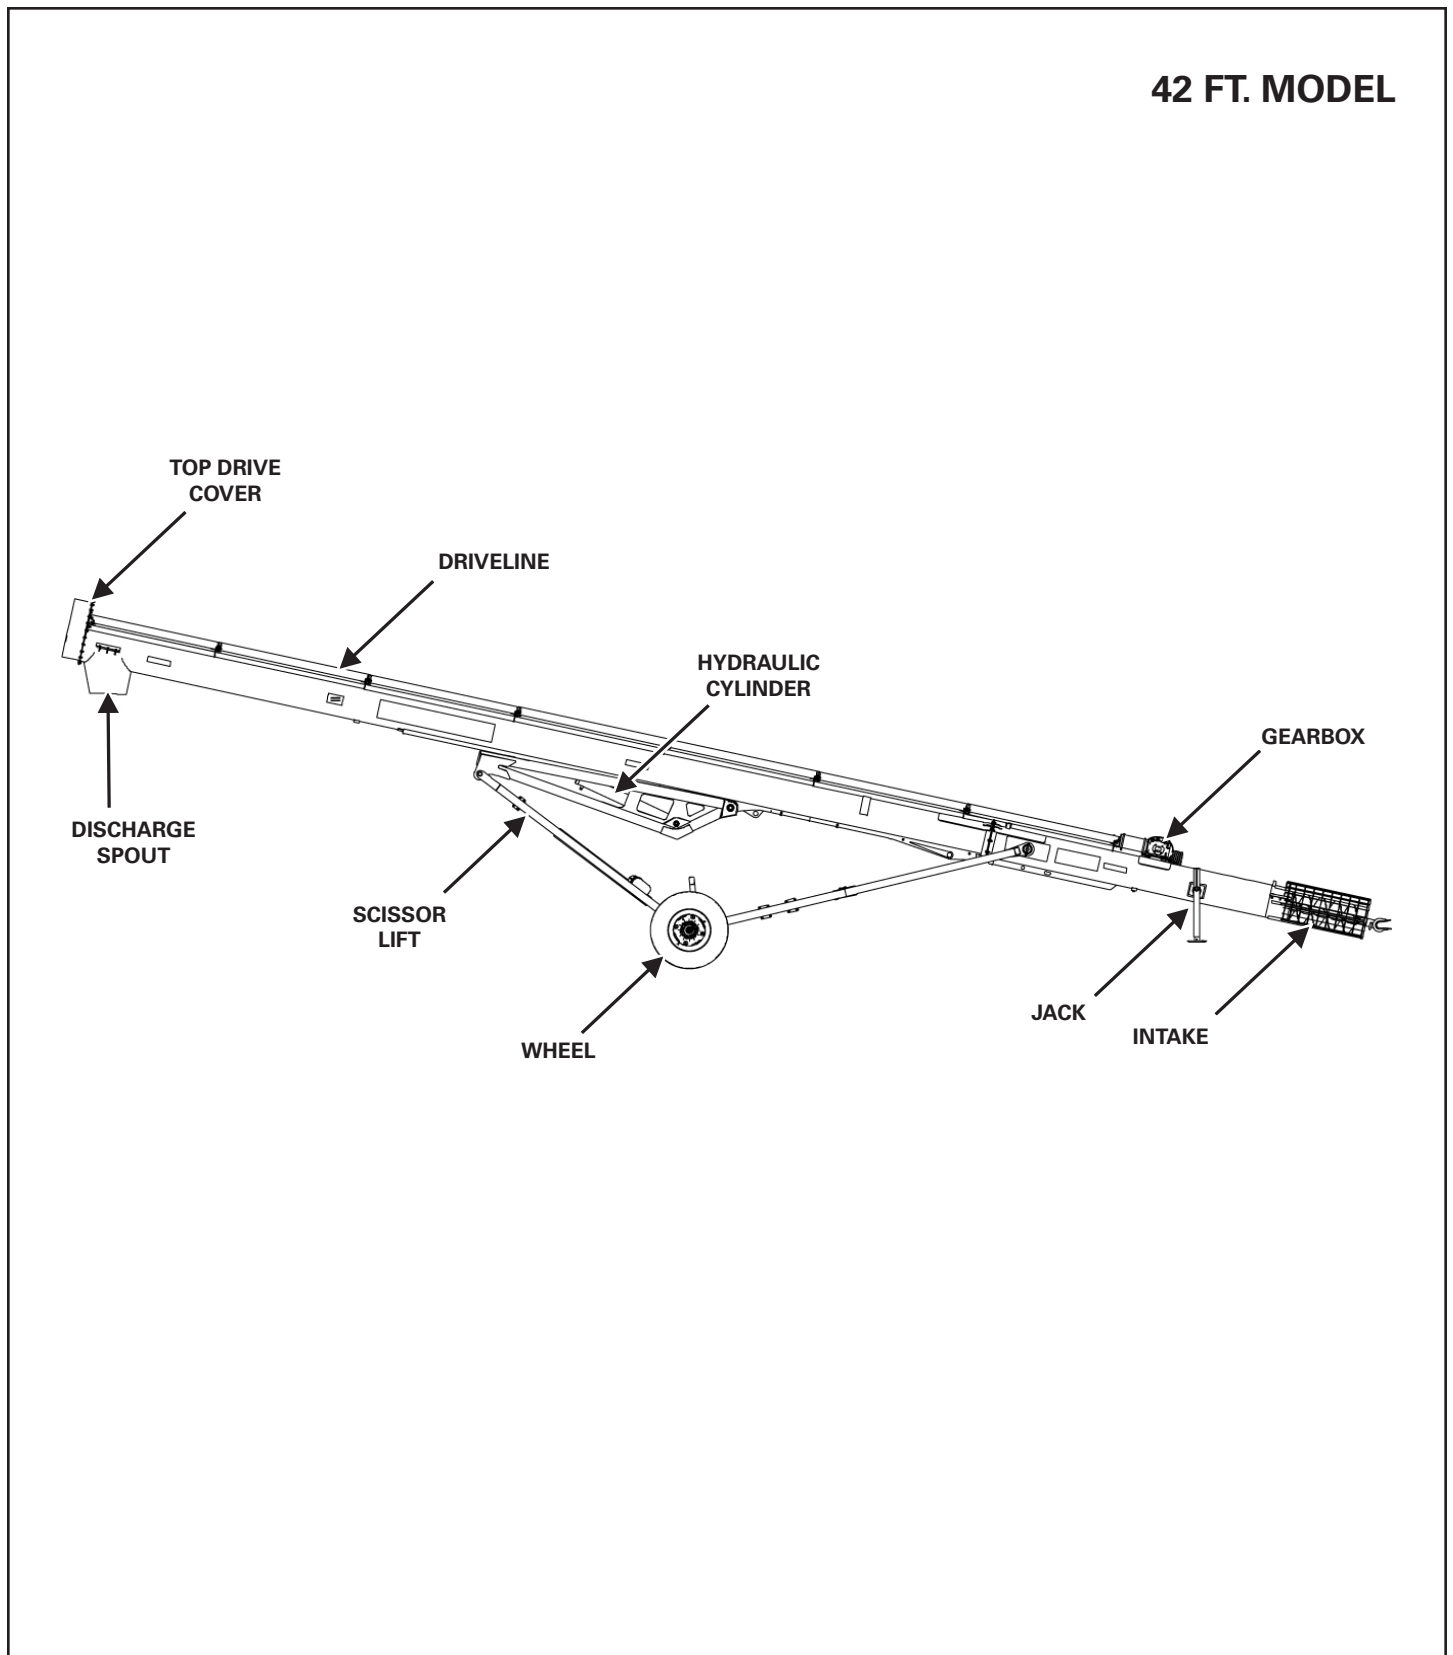 42 FT. MODEL
TOP DRIVE
COVER
DRIVELINE
HYDRAULIC
CYLINDER
GEARBOX
DISCHARGE
SPOUT
SCISSOR
LIFT
JACK
INTAKE
WHEEL